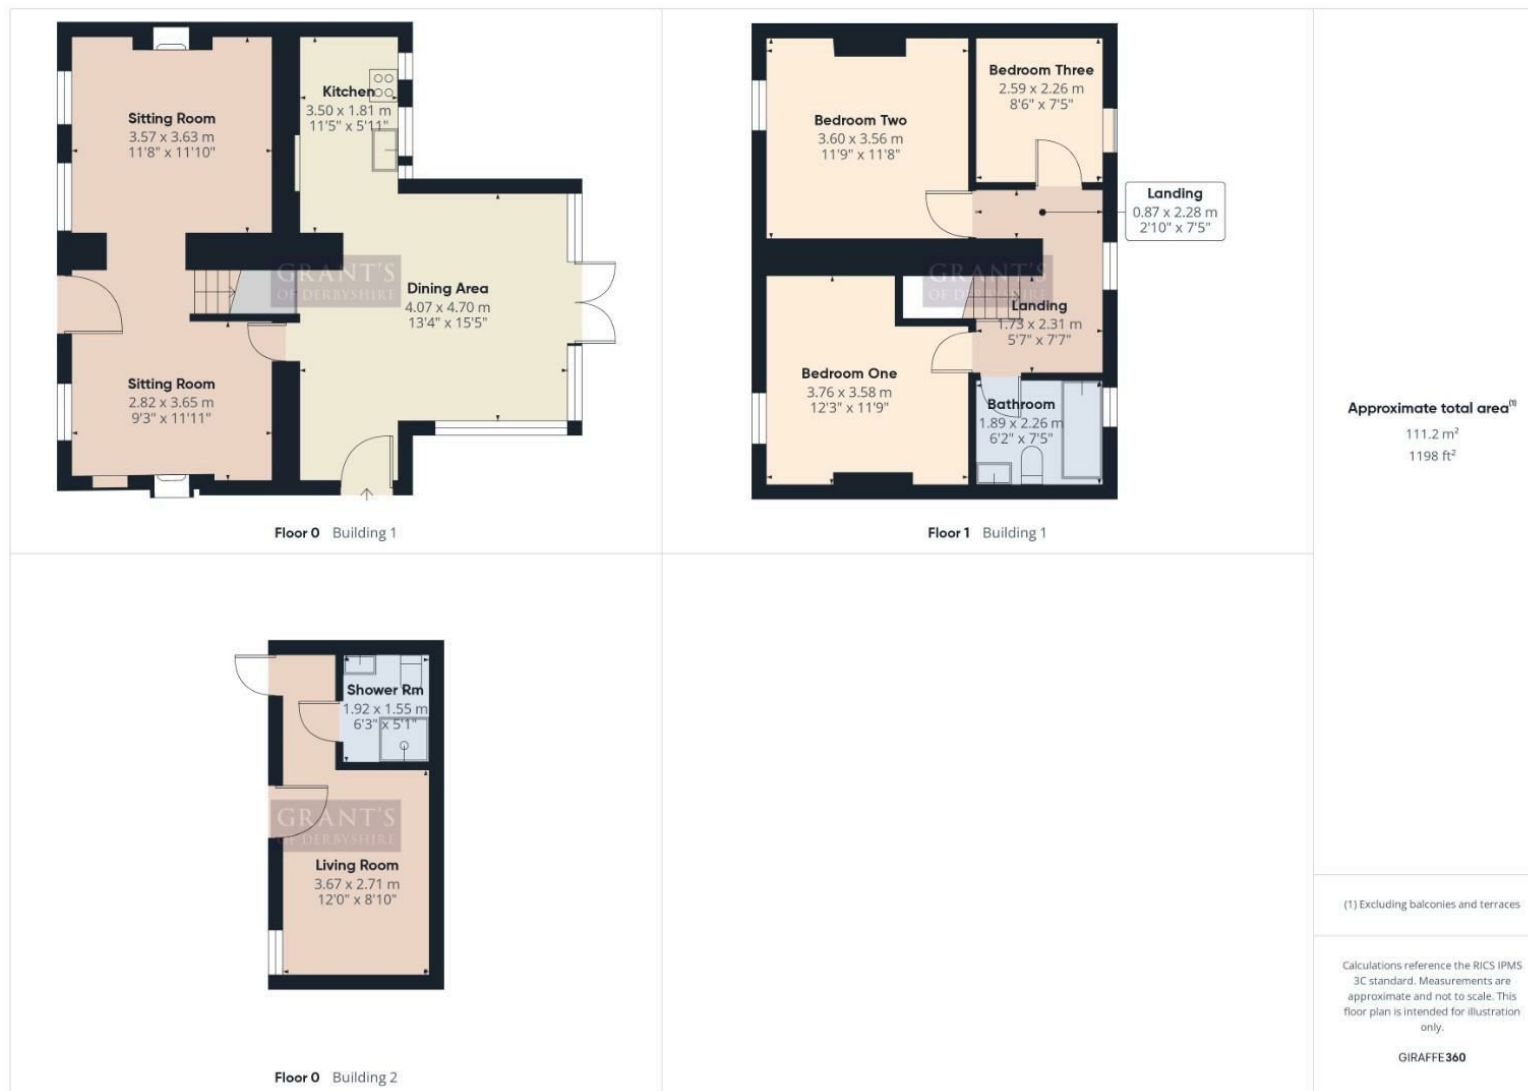 Sitting Room
3.57 x 3.63 m
11'8" x 11'10"
Kitchen
3.50 x 1.81 m
11'5" x 5'11"
GRANT'S
OF DERBYSHIRE
Dining Area
4.07 x 4.70 m
13'4" x 15'5"
Sitting Room
2.82 x 3.65 m
9'3" x 11'11"
Floor 0 Building 1
Bedroom Two
3.60 x 3.56 m
11'9" x 11'8"
Bedroom Three
2.59 x 2.26 m
8'6" x 7'5"
Landing
0.87 x 2.28 m
2'10" x 7'5"
GRANT'S
OF DERBYSHIRE
Landing
1.73 x 2.31 m
5'7" x 7'7"
Bedroom One
3.76 x 3.58 m
12'3" x 11'9"
Bathroom
1.89 x 2.26 m
6'2" x 7'5"
Floor 1 Building 1
Shower Rm
1.92 x 1.55 m
6'3" x 5'1"
GRANT'S
OF DERBYSHIRE
Living Room
3.67 x 2.71 m
12'0" x 8'10"
Floor 0 Building 2
Approximate total area(1)
111.2 m²
1198 ft²
(1) Excluding balconies and terraces
Calculations reference the RICS IPMS
3C standard. Measurements are
approximate and not to scale. This
floor plan is intended for illustration
only.
GIRAFFE360